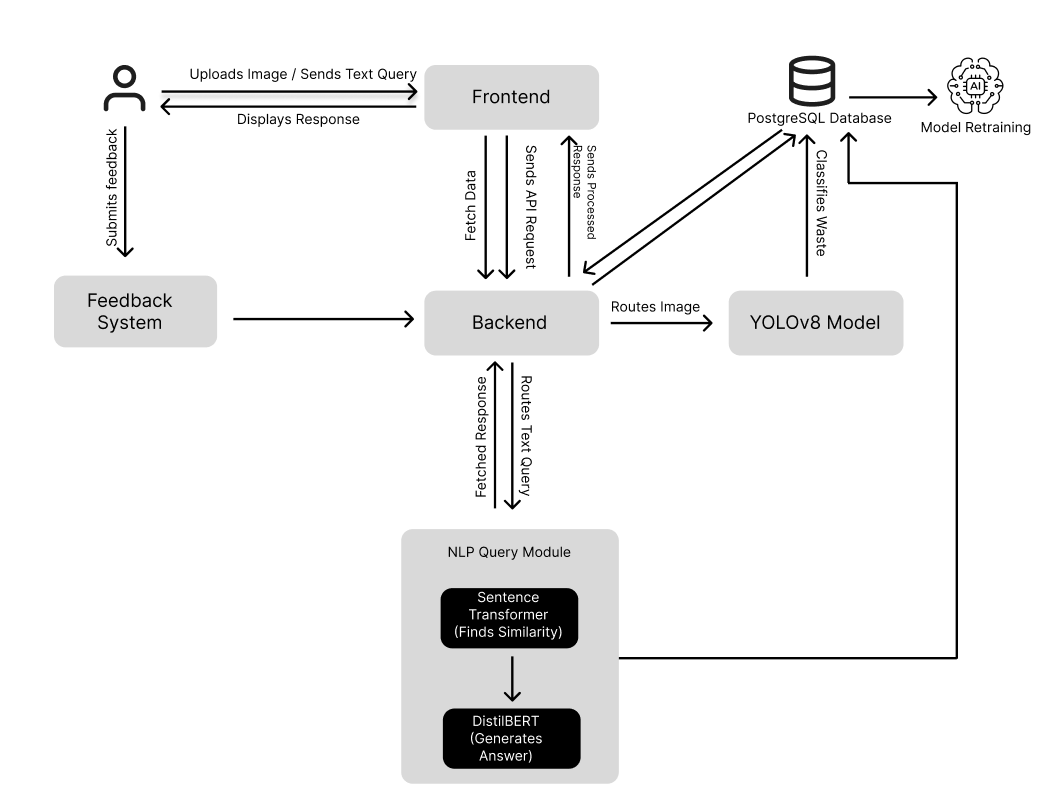 Uploads Image / Sends Text Query
Displays Response
Frontend
PostgreSQL Database
AI
Model Retraining
Submits feedback
Fetch Data
Sends API Request
Sends Processed
Response
Classifies Waste
Feedback
System
Backend
Routes Image
YOLOv8 Model
Fetched Response
Routes Text Query
NLP Query Module
Sentence
Transformer
(Finds Similarity)
DistilBERT
(Generates
Answer)